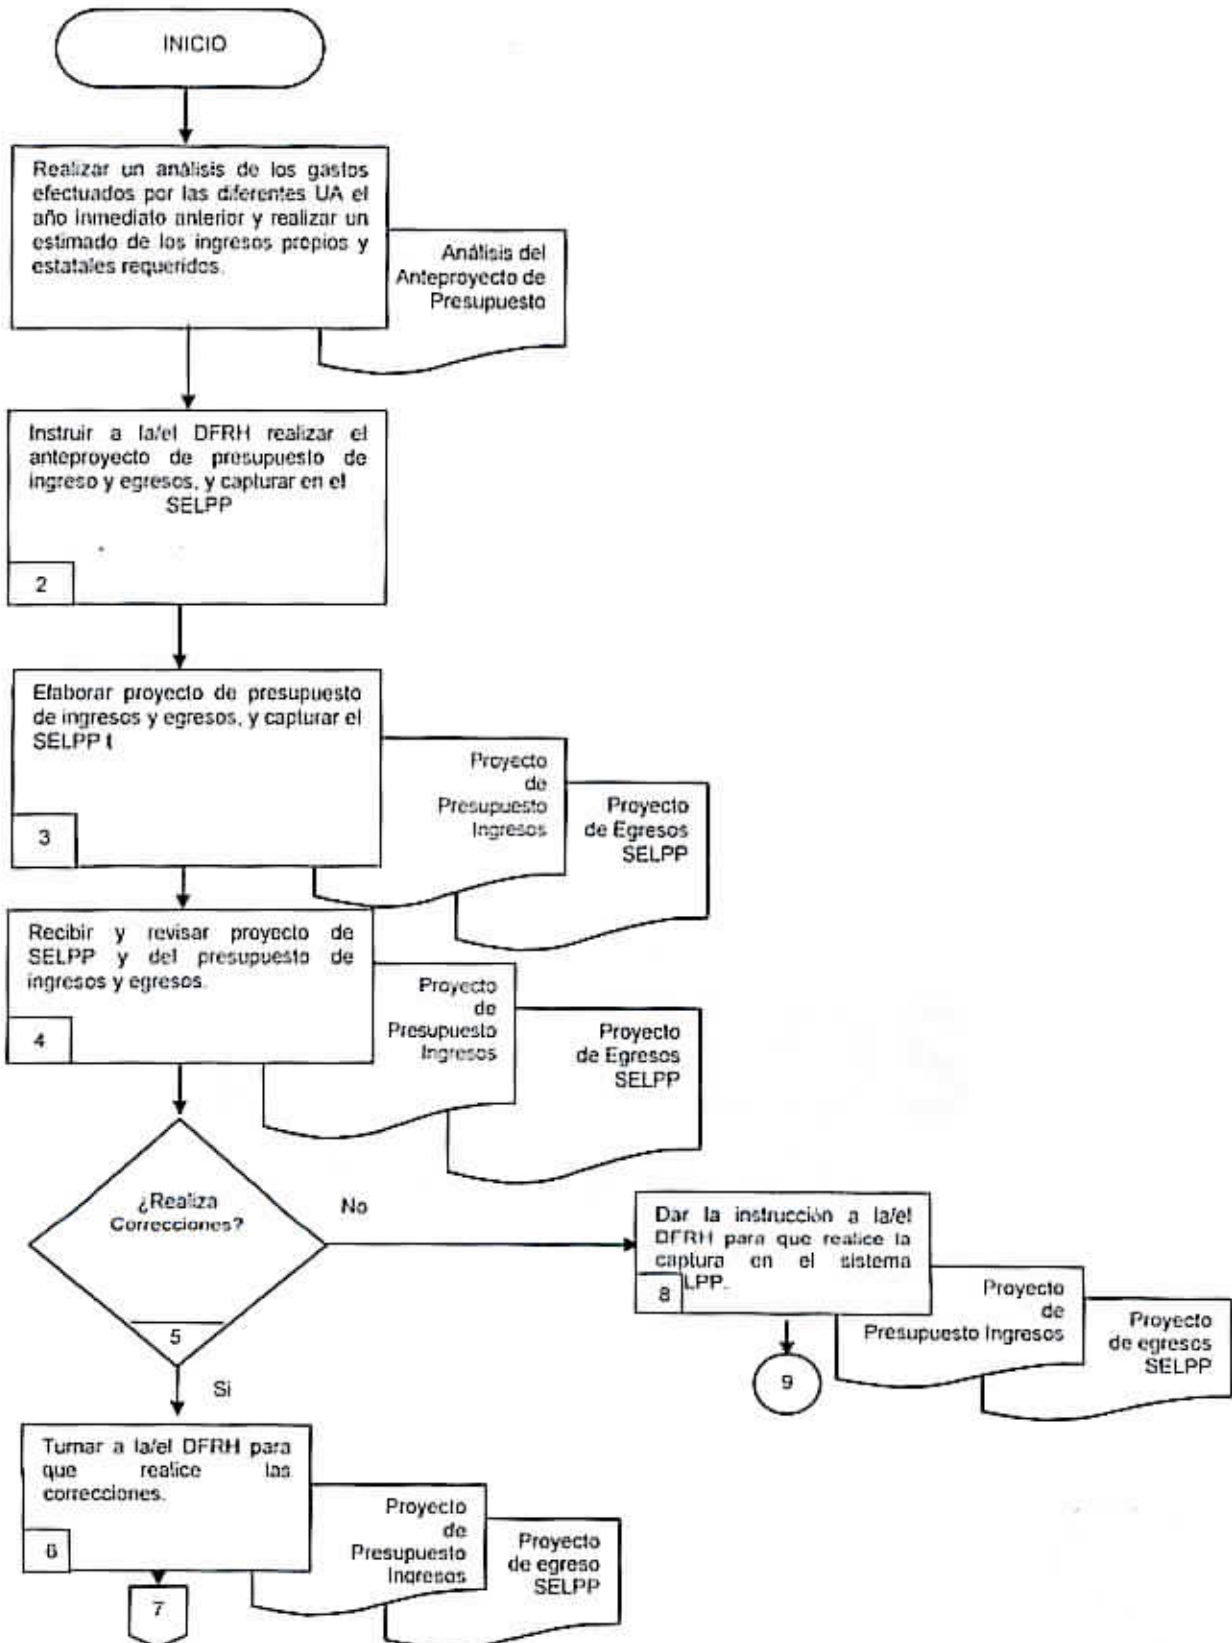 INICIO
Realizar un análisis de los gastos
efectuados por las diferentes UA el
año inmediato anterior y realizar un
estimado de los ingresos propios y
estatales requeridos.
Análisis del
Anteproyecto de
Presupuesto
Instruir a la/el DFRH realizar el
anteproyecto de presupuesto de
ingreso y egresos, y capturar en el
SELPP
2
Elaborar proyecto de presupuesto
de ingresos y egresos, y capturar el
SELPP t
3
Proyecto
de
Presupuesto
Ingresos
Proyecto
de Egresos
SELPP
Recibir y revisar proyecto de
SELPP y del presupuesto de
ingresos y egresos.
4
Proyecto
de
Presupuesto
Ingresos
Proyecto
de Egresos
SELPP
¿Realiza
Correcciones?
5
No
Dar la instrucción a la/el
DFRH para que realice la
captura en el sistema
LPP.
8
Proyecto
de
Presupuesto Ingresos
Proyecto
de egresos
SELPP
9
Si
Turnar a la/el DFRH para
que realice las
correcciones.
6
Proyecto
de
Presupuesto
Ingresos
Proyecto
de egreso
SELPP
7